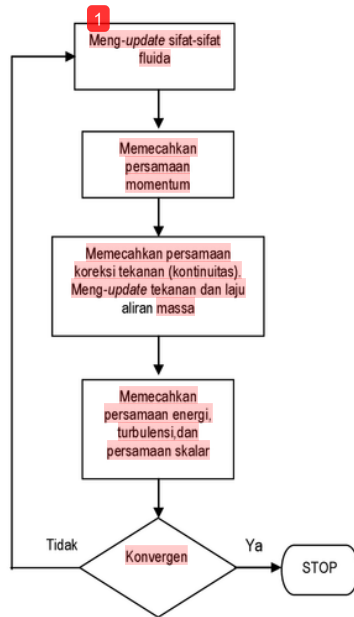 1
Meng-update sifat-sifat
fluida
Memecahkan
persamaan
momentum
Memecahkan persamaan
koreksi tekanan (kontinuitas).
Meng-update tekanan dan laju
aliran massa
Memecahkan
persamaan energi,
turbulensi,dan
persamaan skalar
Tidak
Konvergen
Ya
STOP